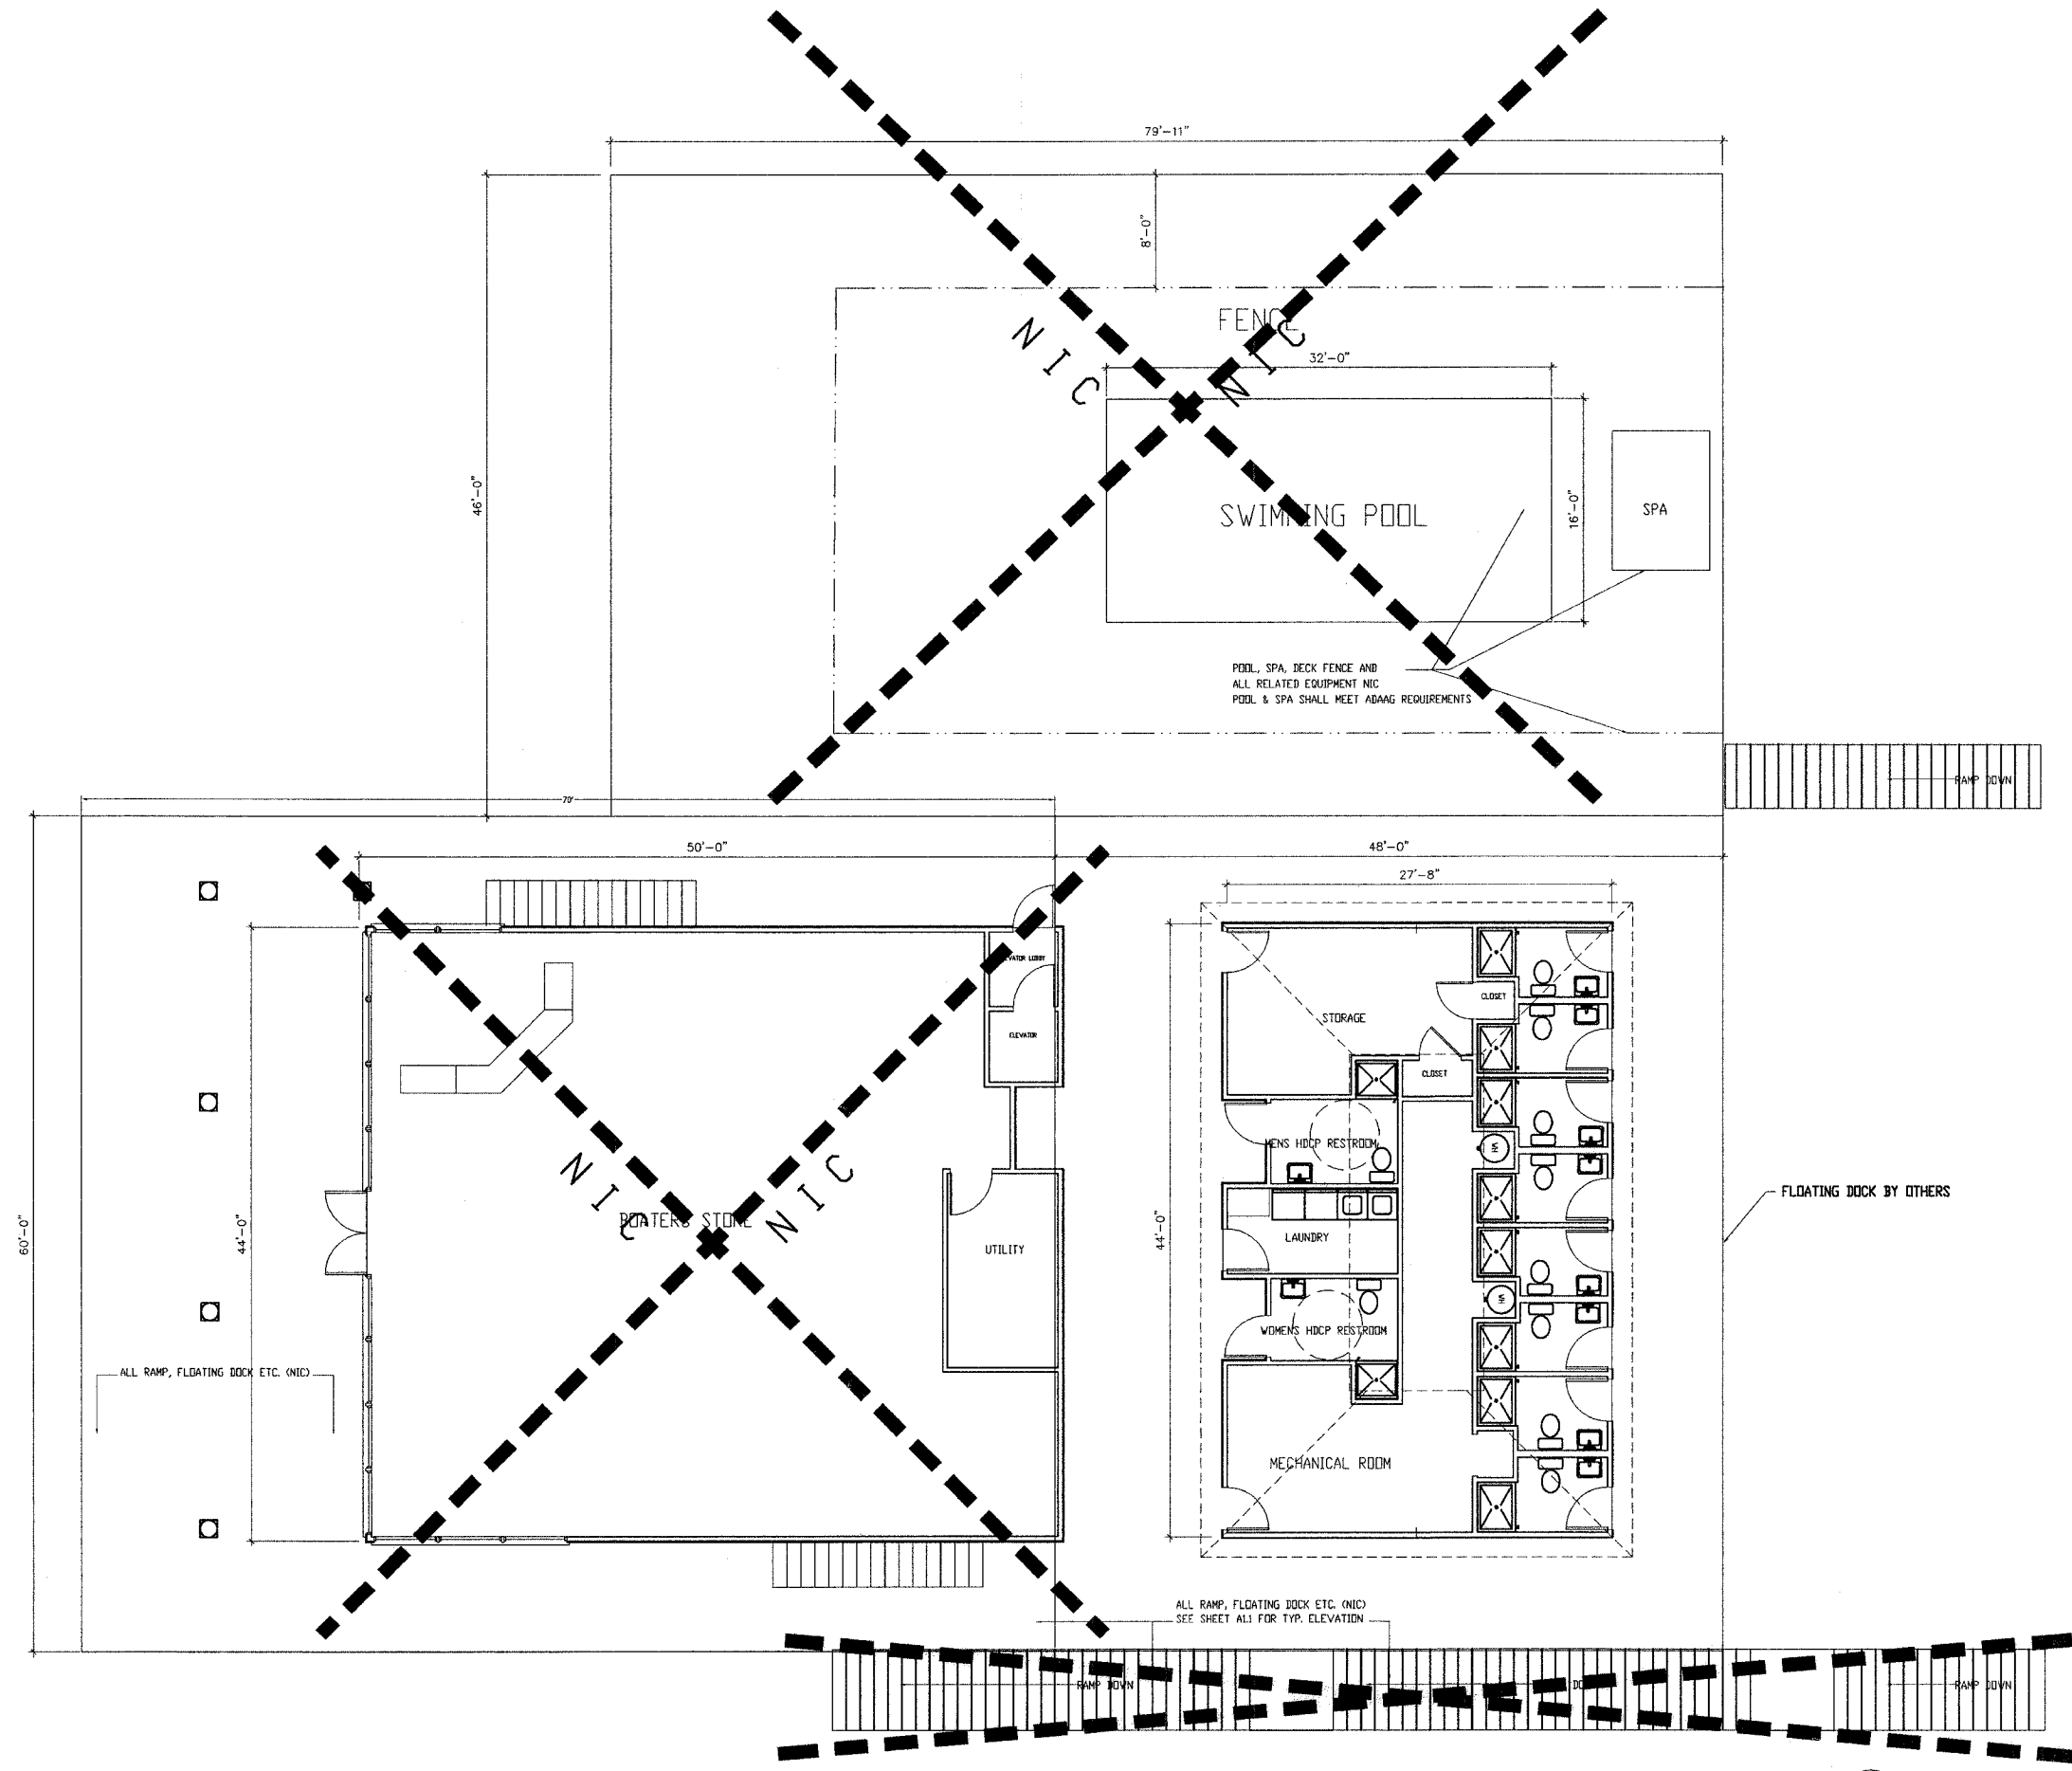 79'-11"
8'-0"
FENCE
NIC
NIC
32'-0"
46'-0"
SWIMMING POOL
16'-0"
SPA
POOL, SPA, DECK FENCE AND
ALL RELATED EQUIPMENT NIC
POOL & SPA SHALL MEET ADAAG REQUIREMENTS
RAMP DOWN
70'
50'-0"
48'-0"
27'-8"
ELEVATOR LOBBY
ELEVATOR
STORAGE
CLOSET
CLOSET
MENS HDCP RESTROOM
WH
NIC
NIC
BOATERS STORE
UTILITY
60'-0"
44'-0"
44'-0"
LAUNDRY
FLOATING DOCK BY OTHERS
WH
WOMENS HDCP RESTROOM
ALL RAMP, FLOATING DOCK ETC. (NIC)
MECHANICAL ROOM
ALL RAMP, FLOATING DOCK ETC. (NIC)
SEE SHEET A1.1 FOR TYP. ELEVATION
RAMP DOWN
RAMP DOWN